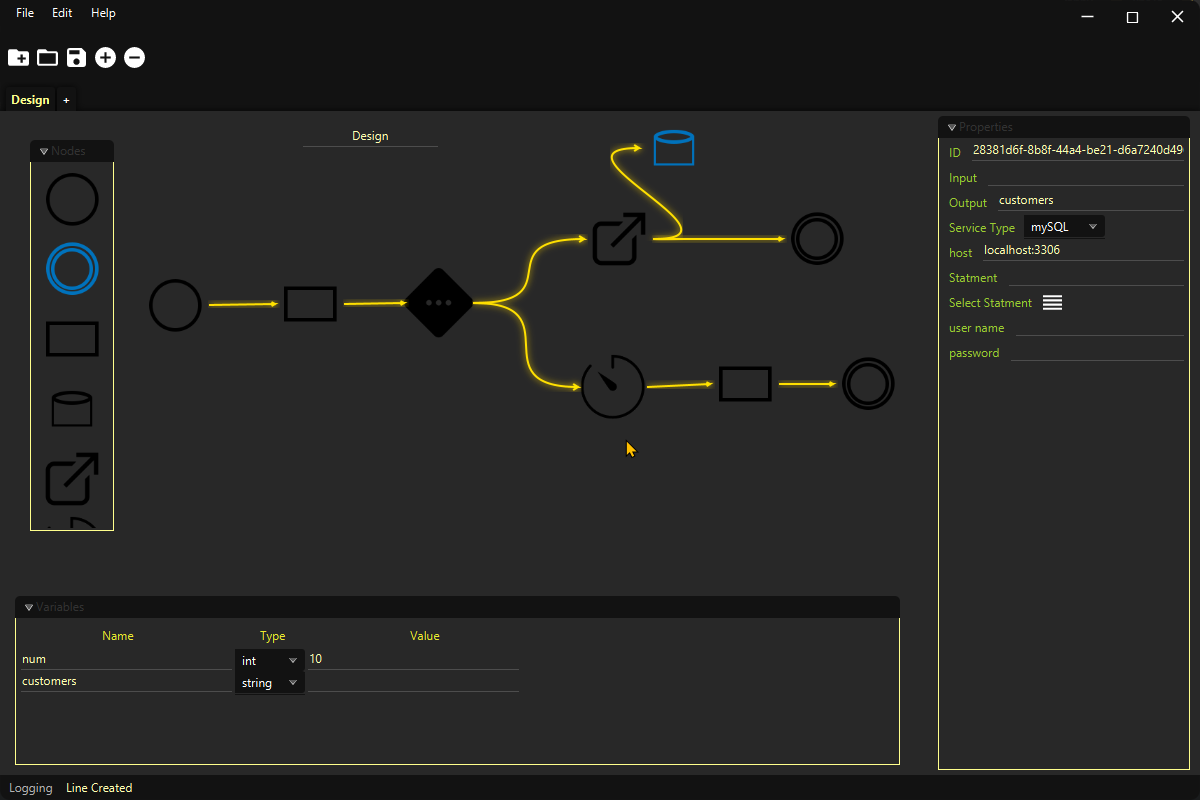 File Edit Help
Design +
Nodes
Design
Properties
ID 28381d6f-8b8f-44a4-be21-d6a7240d49
Input
Output customers
Service Type mySQL
host localhost:3306
Statment
Select Statment
user name
password
Variables
Name Type Value
num int 10
customers string
Logging Line Created